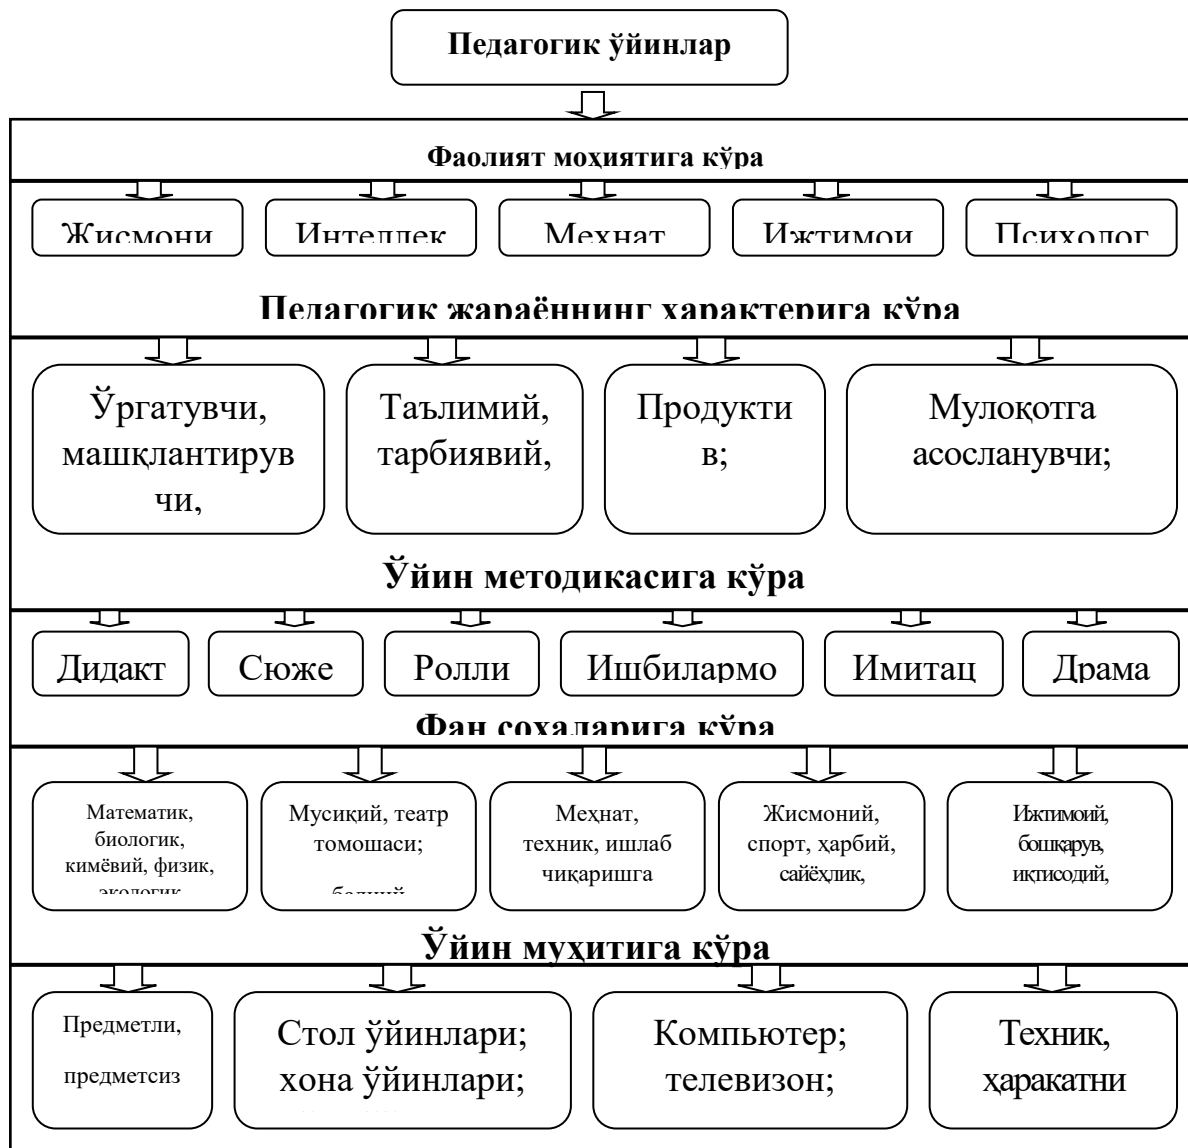 Педагогик ўйинлар
Фаолият моҳиятига кўра
Жисмони
Интеллек
Меҳнат
Ижтимои
Психолог
Педагогик жараённинг характерига кўра
Ўргатувчи,
машқлантирув
чи,
Таълимий,
тарбиявий,
Продукти
в;
Мулоқотга
асосланувчи;
Ўйин методикасига кўра
Дидакт
Сюже
Ролли
Ишбилармо
Имитац
Драма
Фан соҳаларига кўра
Математик,
биологик,
кимёвий, физик,
экологик
Мусиқий, театр
томошаси;
Меҳнат,
техник, ишлаб
чиқаришга
Жисмоний,
спорт, ҳарбий,
сайёҳлик,
Ижтимоий,
бошқарув,
иқтисодий,
Ўйин муҳитига кўра
Предметли,
предметсиз
Стол ўйинлари;
хона ўйинлари;
Компьютер;
телевизон;
Техник,
ҳаракатни